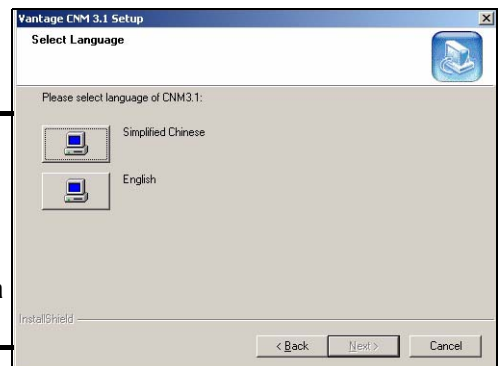 Vantage CNM 3.1 Setup
Select Language
Please select language of CNM3.1:
Simplified Chinese
English
InstallShield
< Back Next > Cancel